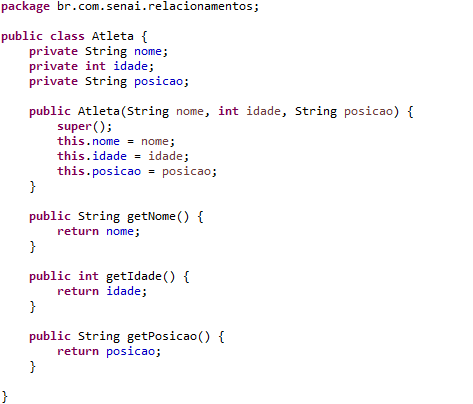 package br.com.senai.relacionamentos;
public class Atleta {
private String nome;
private int idade;
private String posicao;
public Atleta(String nome, int idade, String posicao) {
super();
this.nome = nome;
this.idade = idade;
this.posicao = posicao;
}
public String getNome() {
return nome;
}
public int getIdade() {
return idade;
}
public String getPosicao() {
return posicao;
}
}